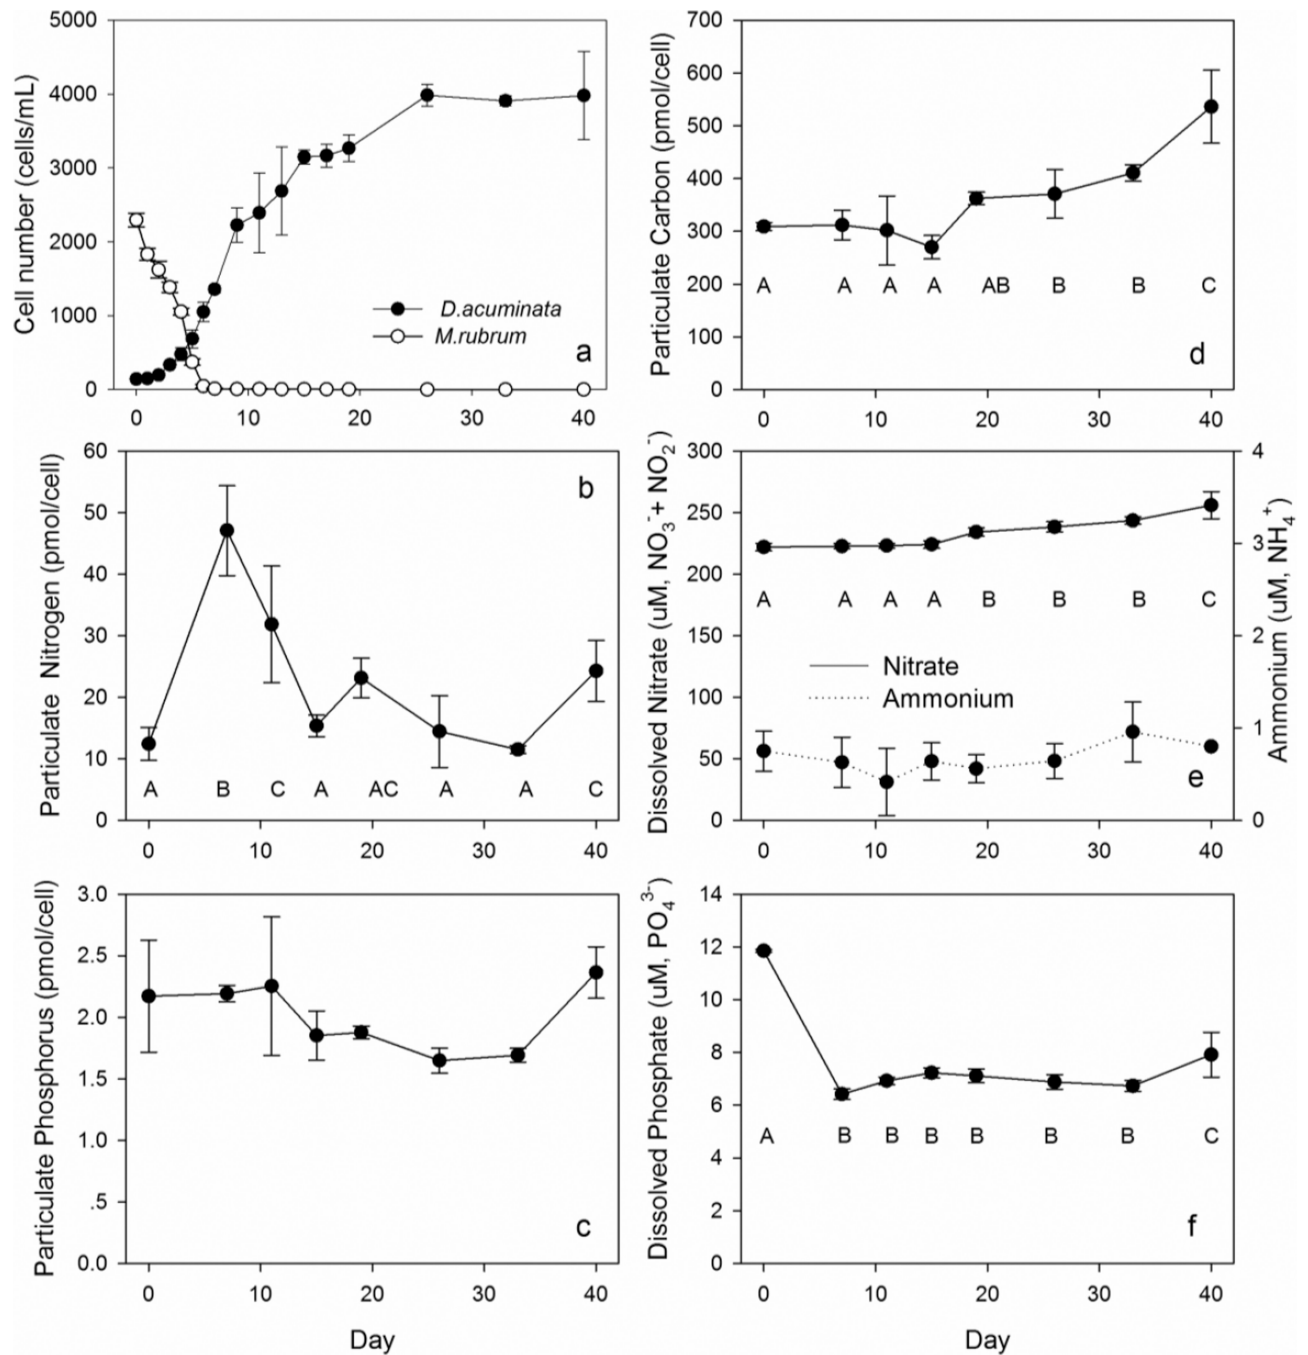 Cell number (cells/mL)
5000
4000
3000
2000
1000
0
D.acuminata
M.rubrum
a
0 10 20 30 40
Particulate Carbon (pmol/cell)
700
600
500
400
300
200
100
0
A A A A AB B B C
d
0 10 20 30 40
Particulate Nitrogen (pmol/cell)
60
50
40
30
20
10
0
b
A B C A AC A A C
0 10 20 30 40
Dissolved Nitrate (uM, NO3- + NO2-)
300
250
200
150
100
50
0
A A A A B B B C
Nitrate
Ammonium
e
4
3
2
1
0
Ammonium (uM, NH4+)
0 10 20 30 40
Particulate Phosphorus (pmol/cell)
3.0
2.5
2.0
1.5
1.0
.5
0.0
c
0 10 20 30 40
Day
Dissolved Phosphate (uM, PO43-)
14
12
10
8
6
4
2
0
A B B B B B B C
f
0 10 20 30 40
Day